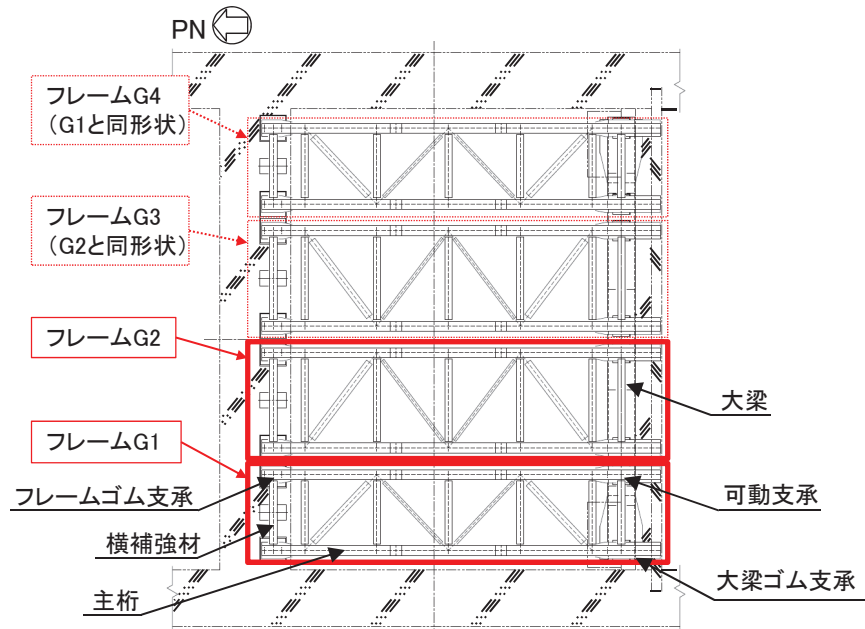 PN
フレームG4
（G1と同形状）
フレームG3
（G2と同形状）
フレームG2
大梁
フレームG1
フレームゴム支承
可動支承
横補強材
大梁ゴム支承
主桁